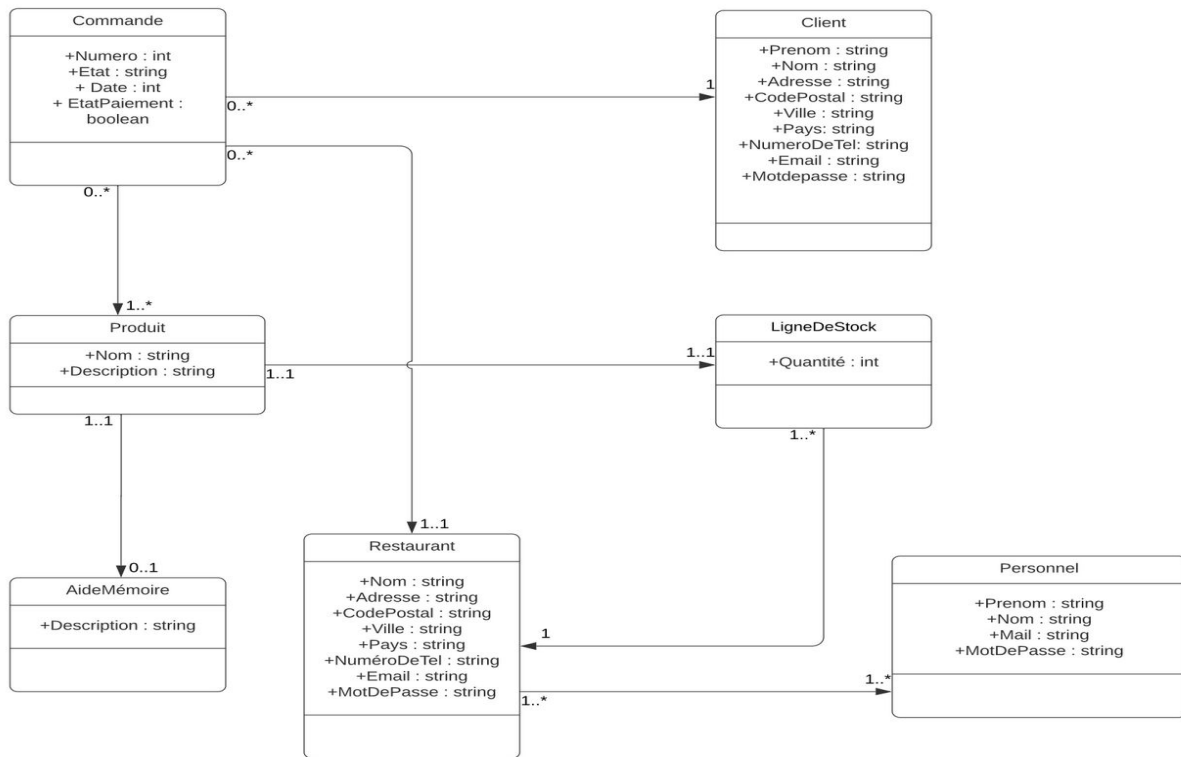 Commande
+Numero : int
+Etat : string
+ Date : int
+ EtatPaiement :
boolean
0..*
1
0..*
0..*
Client
+Prenom : string
+Nom : string
+Adresse : string
+CodePostal : string
+Ville : string
+Pays: string
+NumeroDeTel: string
+Email : string
+Motdepasse : string
1..*
Produit
+Nom : string
+Description : string
1..1
1..1
1..1
LigneDeStock
+Quantité : int
1..*
1..1
0..1
AideMémoire
+Description : string
Restaurant
+Nom : string
+Adresse : string
+CodePostal : string
+Ville : string
+Pays : string
+NuméroDeTel : string
+Email : string
+MotDePasse : string
1
1..*
1..*
Personnel
+Prenom : string
+Nom : string
+Mail : string
+MotDePasse : string